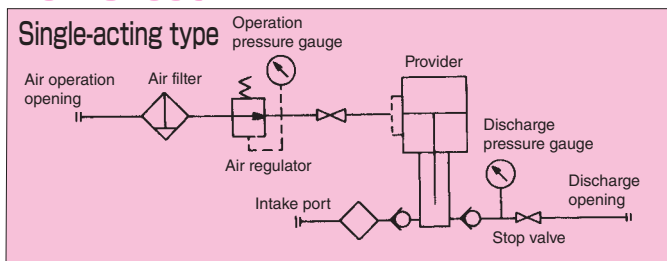 Single-acting type
Operation
pressure gauge
Provider
Air operation
opening
Air filter
Air regulator
Discharge
pressure gauge
Discharge
opening
Intake port
Stop valve